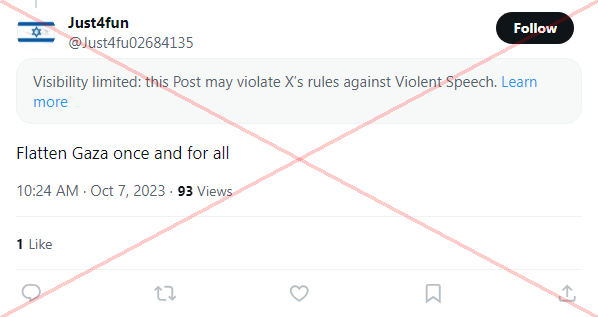 Just4fun
@Just4fu02684135
Follow
Visibility limited: this Post may violate X's rules against Violent Speech. Learn
more
Flatten Gaza once and for all
10:24 AM · Oct 7, 2023 · 93 Views
1 Like